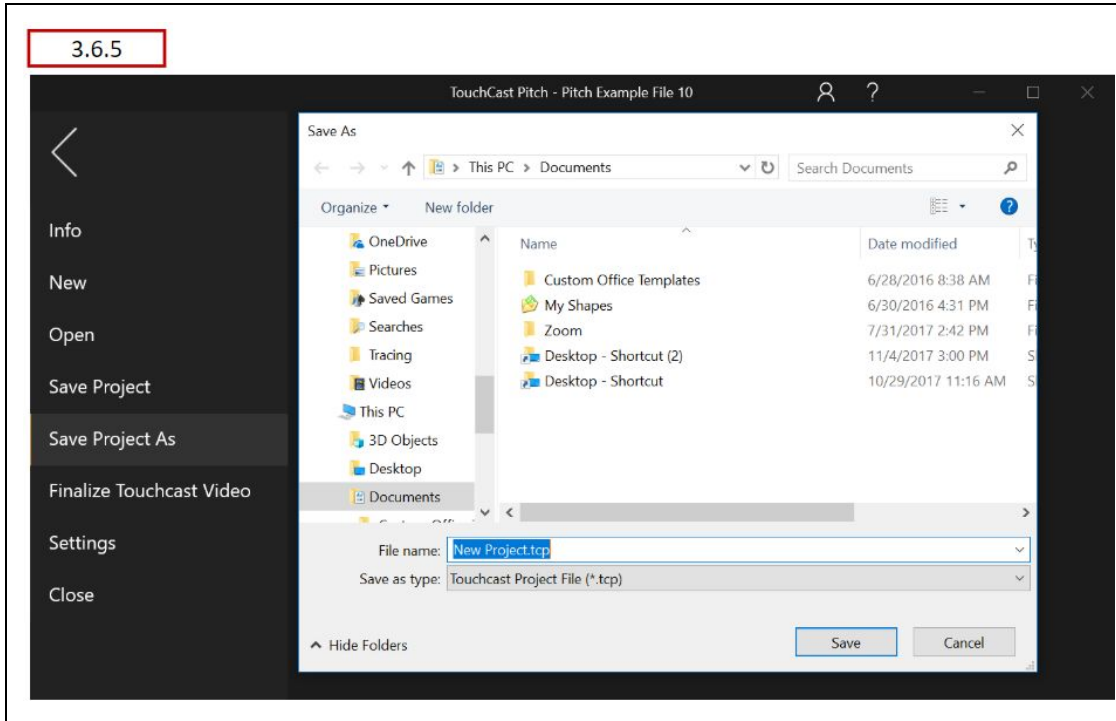 3.6.5
TouchCast Pitch - Pitch Example File 10
?
Info
New
Open
Save Project
Save Project As
Finalize Touchcast Video
Settings
Close
Save As
This PC > Documents
Search Documents
Organize
New folder
?
OneDrive
Pictures
Saved Games
Searches
Tracing
Videos
This PC
3D Objects
Desktop
Documents
Name
Date modified
Custom Office Templates
6/28/2016 8:38 AM
My Shapes
6/30/2016 4:31 PM
Zoom
7/31/2017 2:42 PM
Desktop - Shortcut (2)
11/4/2017 3:00 PM
Desktop - Shortcut
10/29/2017 11:16 AM
File name: New Project.tcp
Save as type: Touchcast Project File (*.tcp)
Hide Folders
Save
Cancel